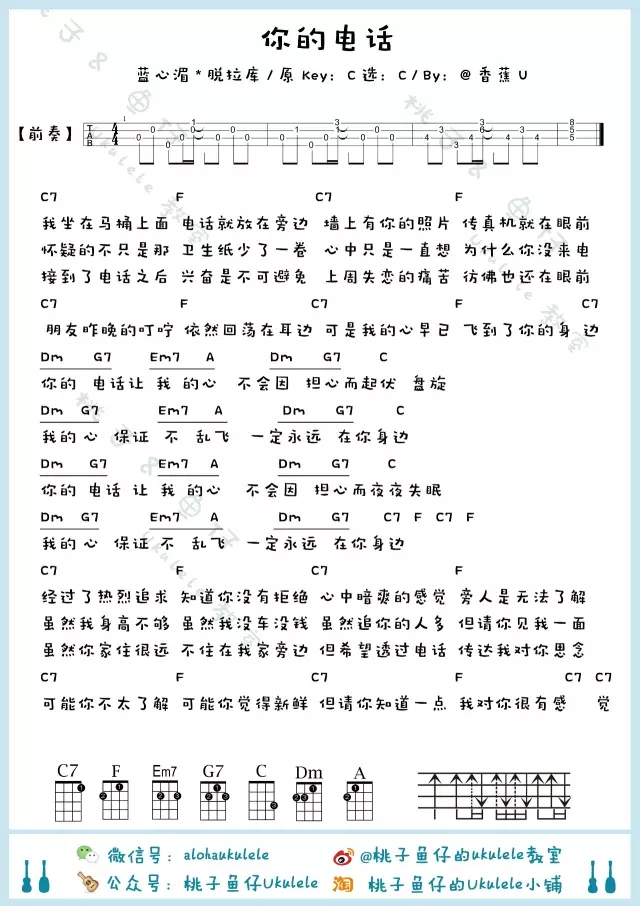 你的电话
蓝心湄*脱拉库/原Key：C选：C/By：@香蕉U
【前奏】
C7 F C7 F
我坐在马桶上面 电话就放在旁边 墙上有你的照片 传真机就在眼前
怀疑的不只是那 卫生纸少了一卷 心中只是一直想 为什么你没来电
接到了电话之后 兴奋是不可避免 上周失恋的痛苦 彷佛也还在眼前
C7 F C7 F C7
朋友昨晚的叮咛 依然回荡在耳边 可是我的心早已 飞到了你的身 边
Dm G7 Em7 A Dm G7 C
你的 电话让 我 的心 不会因 担心而起伏 盘旋
Dm G7 Em7 A Dm G7 C
我的 心 保证 不 乱飞 一定永远 在你身边
Dm G7 Em7 A Dm G7 C
你的 电话 让 我 的心 不会因 担心而夜夜失眠
Dm G7 Em7 A Dm G7 C7 F C7 F
我的 心 保证 不 乱飞 一定永远 在你身边
C7 F C7 F
经过了热烈追求 知道你没有拒绝 心中暗爽的感觉 旁人是无法了解
虽然我身高不够 虽然我没车没钱 虽然追你的人多 但请你见我一面
虽然你家住很远 不住在我家旁边 但希望透过电话 传达我对你思念
C7 F C7 F C7 C7
可能你不太了解 可能你觉得新鲜 但请你知道一点 我对你很有感 觉
C7 F Em7 G7 C Dm A
微信号：alohaukulele
@桃子鱼仔的ukulele教室
公众号：桃子鱼仔Ukulele
淘 桃子鱼仔的Ukulele小铺
桃子&鱼仔
Ukulele 教室